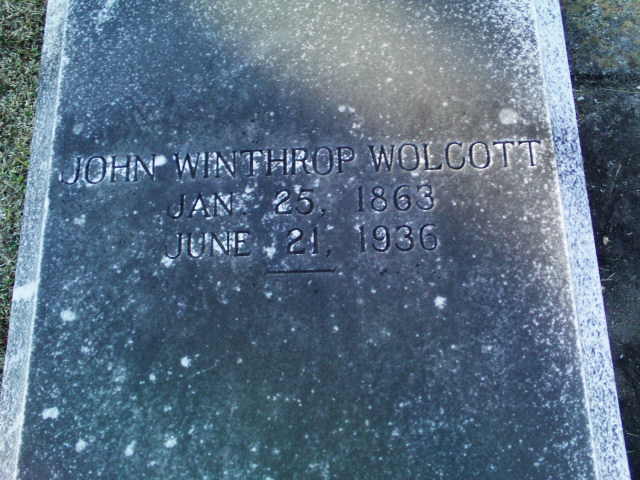 JOHN WINTHROP WOLCOTT
JAN. 25, 1863
JUNE 21, 1936